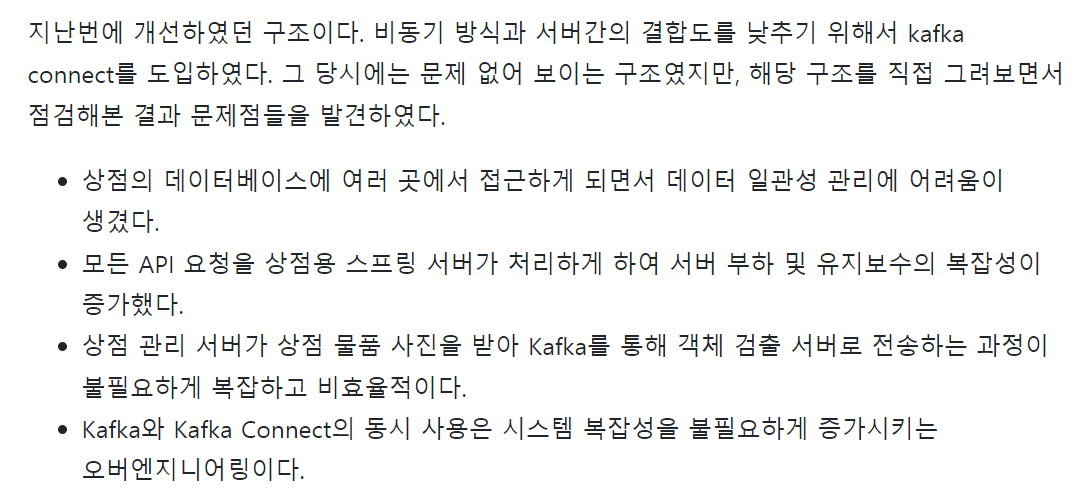 지난번에 개선하였던 구조이다. 비동기 방식과 서버간의 결합도를 낮추기 위해서 kafka
connect를 도입하였다. 그 당시에는 문제 없어 보이는 구조였지만, 해당 구조를 직접 그려보면서
점검해본 결과 문제점들을 발견하였다.
• 상점의 데이터베이스에 여러 곳에서 접근하게 되면서 데이터 일관성 관리에 어려움이
생겼다.
• 모든 API 요청을 상점용 스프링 서버가 처리하게 하여 서버 부하 및 유지보수의 복잡성이
증가했다.
• 상점 관리 서버가 상점 물품 사진을 받아 Kafka를 통해 객체 검출 서버로 전송하는 과정이
불필요하게 복잡하고 비효율적이다.
• Kafka와 Kafka Connect의 동시 사용은 시스템 복잡성을 불필요하게 증가시키는
오버엔지니어링이다.